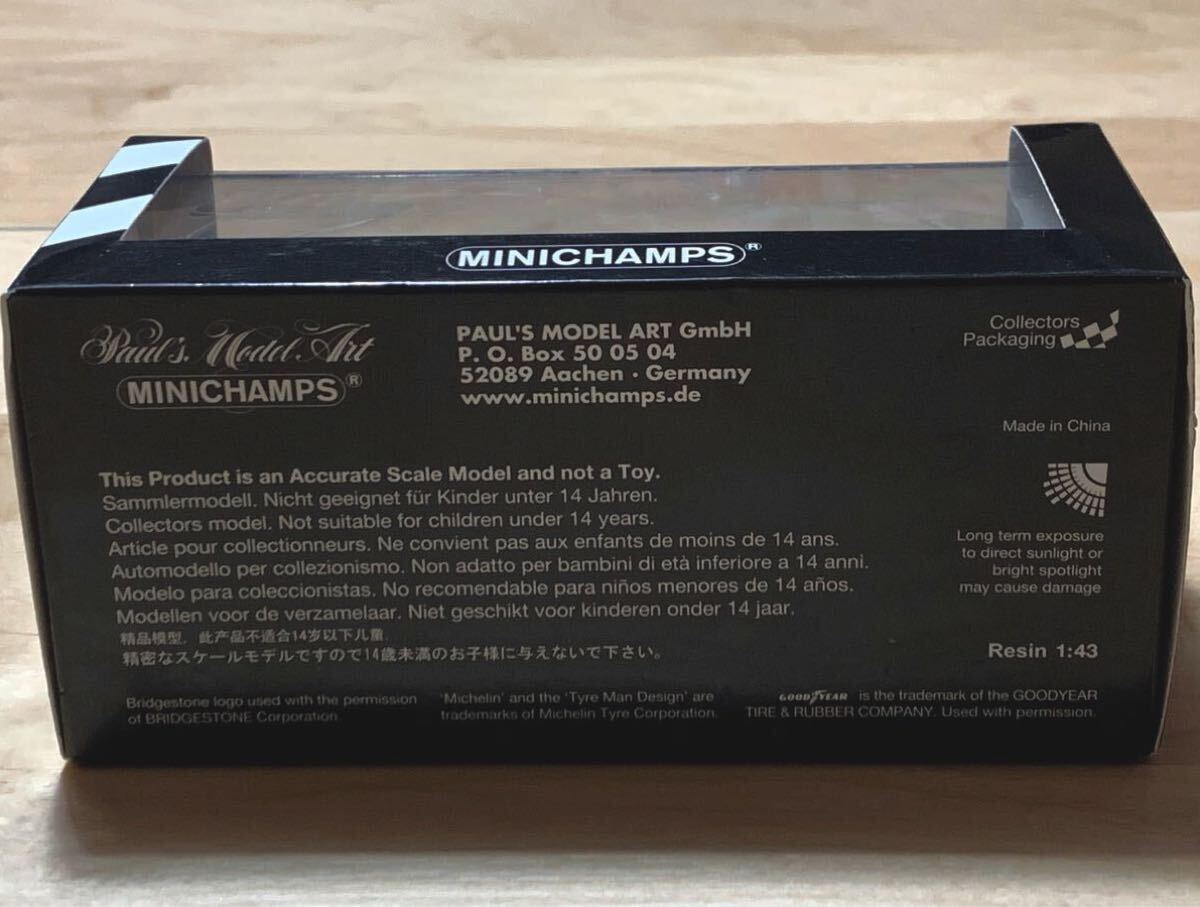 MINICHAMPS®
Paul's Model Art
MINICHAMPS®
PAUL'S MODEL ART GmbH
P. O. Box 50 05 04
52089 Aachen · Germany
www.minichamps.de
Collectors
Packaging
Made in China
This Product is an Accurate Scale Model and not a Toy.
Sammlermodell. Nicht geeignet für Kinder unter 14 Jahren.
Collectors model. Not suitable for children under 14 years.
Article pour collectionneurs. Ne convient pas aux enfants de moins de 14 ans.
Automodello per collezionismo. Non adatto per bambini di età inferiore a 14 anni.
Modelo para coleccionistas. No recomendable para niños menores de 14 años.
Modellen voor de verzamelaar. Niet geschikt voor kinderen onder 14 jaar.
精品模型，此产品不适合14岁以下儿童.
精密なスケールモデルですので14歳未満のお子様に与えないで下さい。
Long term exposure
to direct sunlight or
bright spotlight
may cause damage
Resin 1:43
Bridgestone logo used with the permission
of BRIDGESTONE Corporation.
'Michelin' and the 'Tyre Man Design' are
trademarks of Michelin Tyre Corporation.
GOODYEAR is the trademark of the GOODYEAR
TIRE & RUBBER COMPANY. Used with permission.